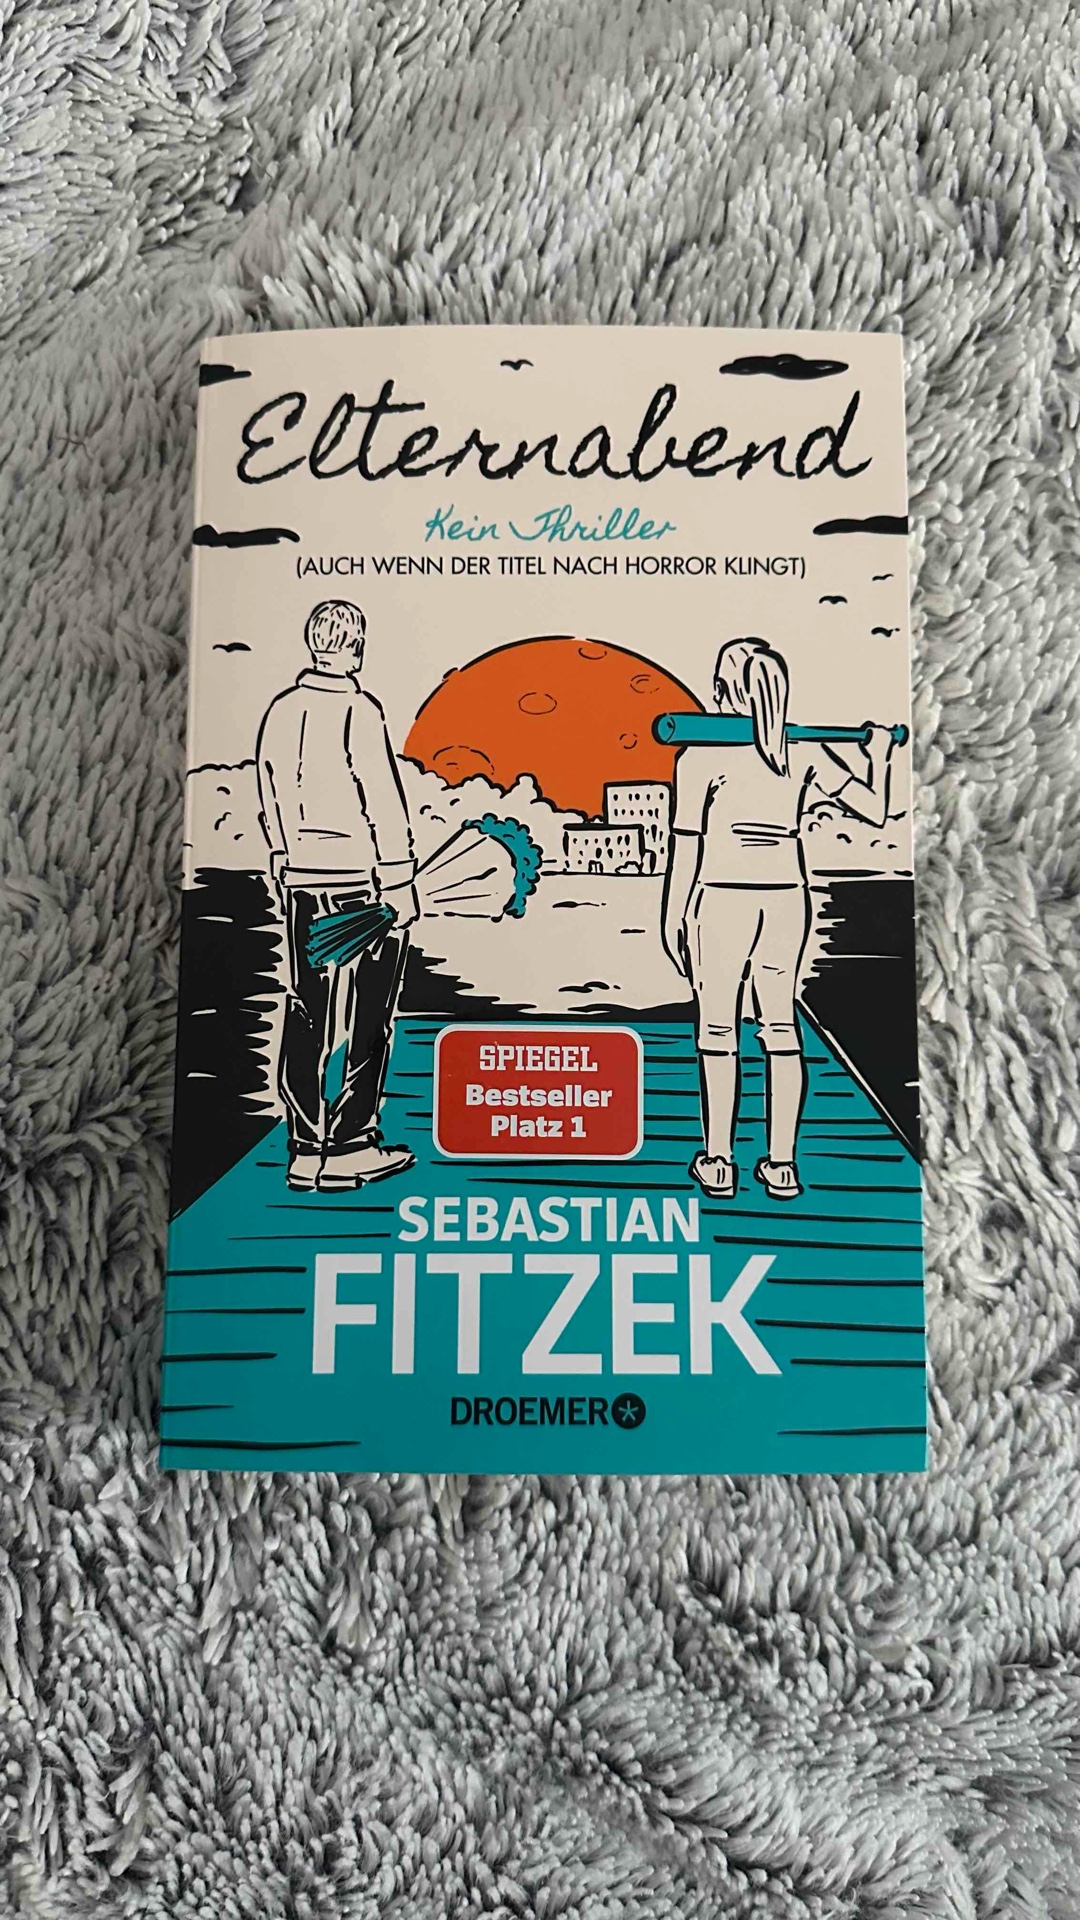 Elternabend
Kein Thriller
(AUCH WENN DER TITEL NACH HORROR KLINGT)
SPIEGEL
Bestseller
Platz 1
SEBASTIAN
FITZEK
DROEMER